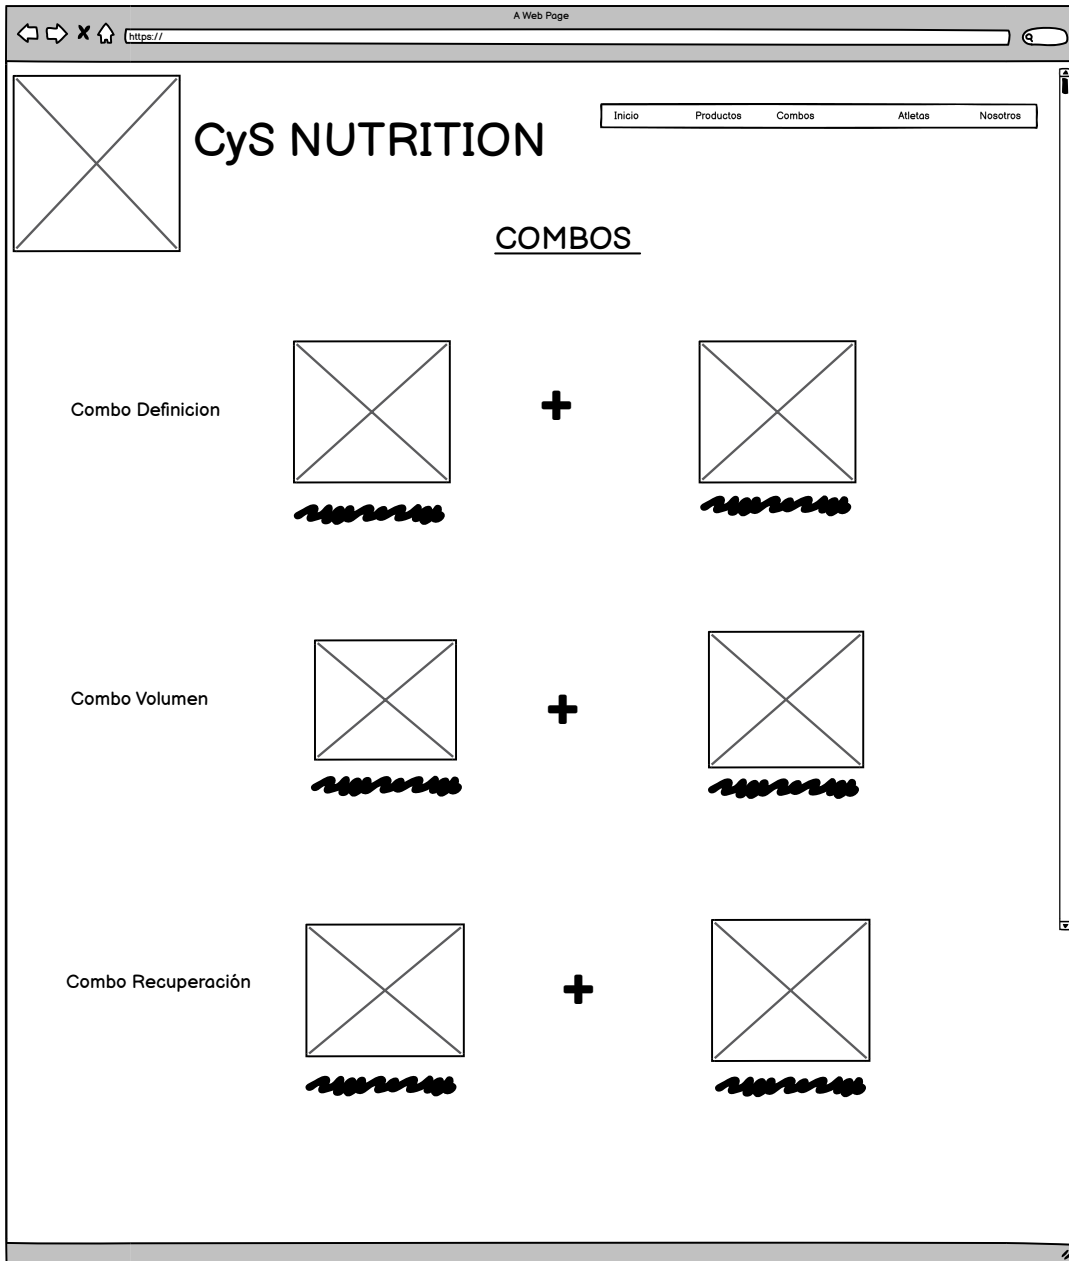 A Web Page
https://
CyS NUTRITION
Inicio Productos Combos Atletas Nosotros
COMBOS
Combo Definicion
Combo Volumen
Combo Recuperación